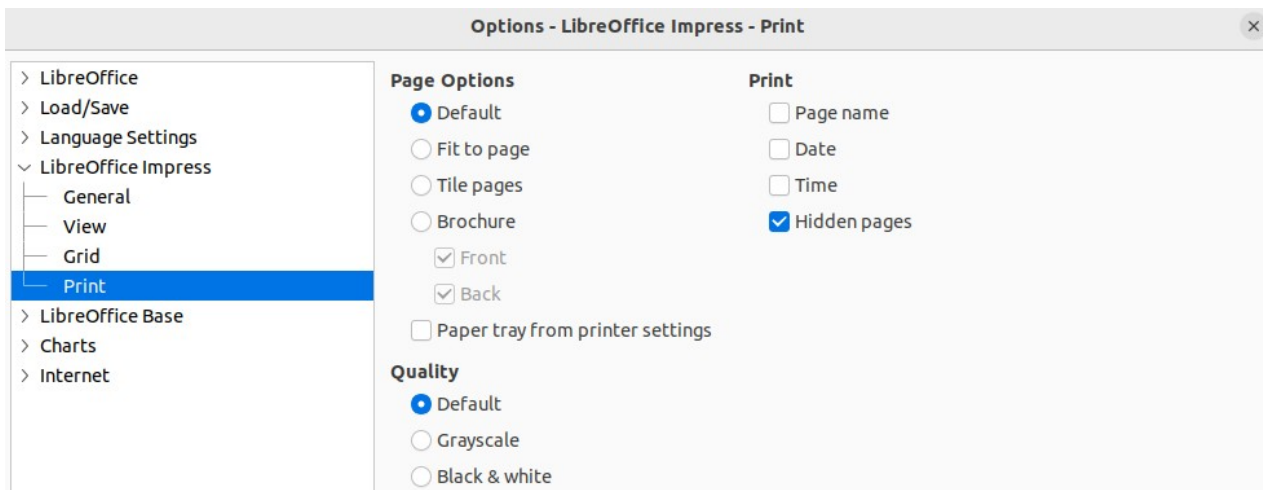 Options - LibreOffice Impress - Print
LibreOffice
Load/Save
Language Settings
LibreOffice Impress
General
View
Grid
Print
LibreOffice Base
Charts
Internet
Page Options
Default
Fit to page
Tile pages
Brochure
Front
Back
Paper tray from printer settings
Quality
Default
Grayscale
Black & white
Print
Page name
Date
Time
Hidden pages